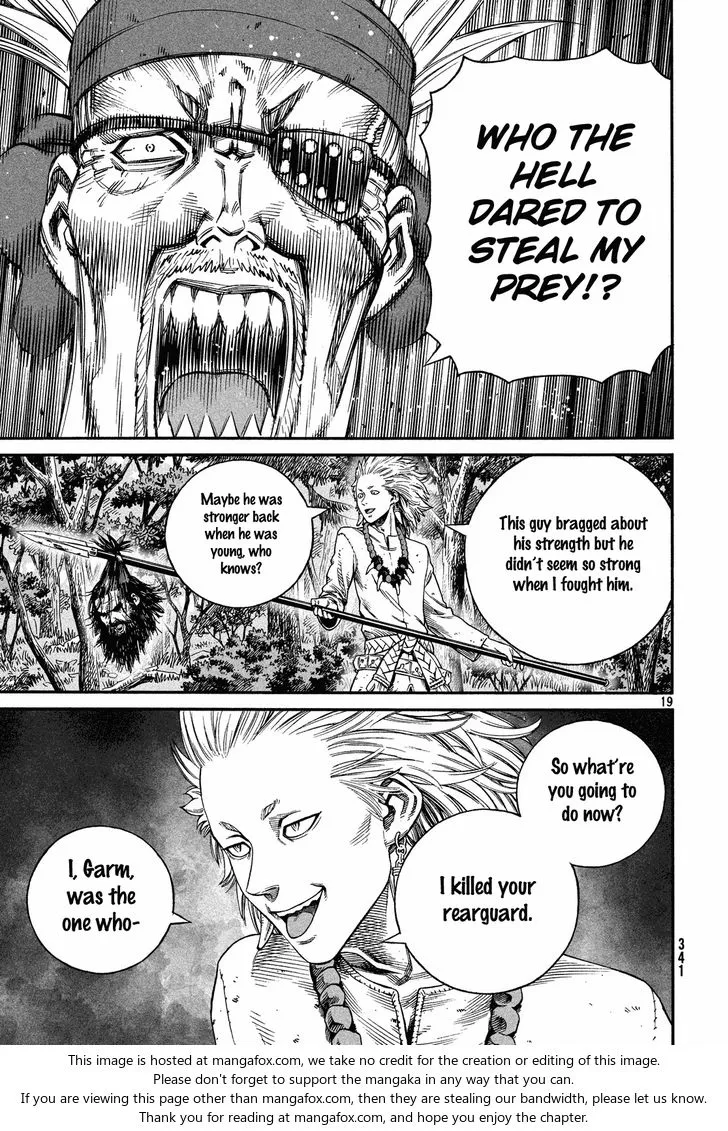 WHO THE
HELL
DARED TO
STEAL MY
PREY!?
This guy bragged about
his strength but he
didn't seem so strong
when I fought him.
Maybe he was
stronger back
when he was
young, who
knows?
19
So what're
you going to
do now?
I killed your
rearguard.
I, Garm,
was the
one who-
341
This image is hosted at mangafox.com, we take no credit for the creation or editing of this image.
Please don't forget to support the mangaka in any way that you can.
If you are viewing this page other than mangafox.com, then they are stealing our bandwidth, please let us know.
Thank you for reading at mangafox.com, and hope you enjoy the chapter.